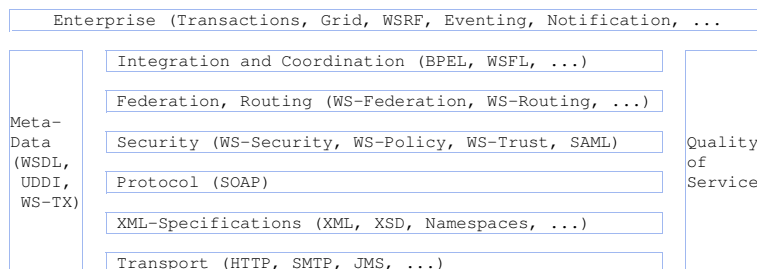 Enterprise (Transactions, Grid, WSRF, Eventing, Notification, ...
Integration and Coordination (BPEL, WSFL, ...)
Federation, Routing (WS-Federation, WS-Routing, ...)
Meta-
Data
(WSDL,
UDDI,
WS-TX)
Security (WS-Security, WS-Policy, WS-Trust, SAML)
Protocol (SOAP)
XML-Specifications (XML, XSD, Namespaces, ...)
Transport (HTTP, SMTP, JMS, ...)
Quality
of
Service